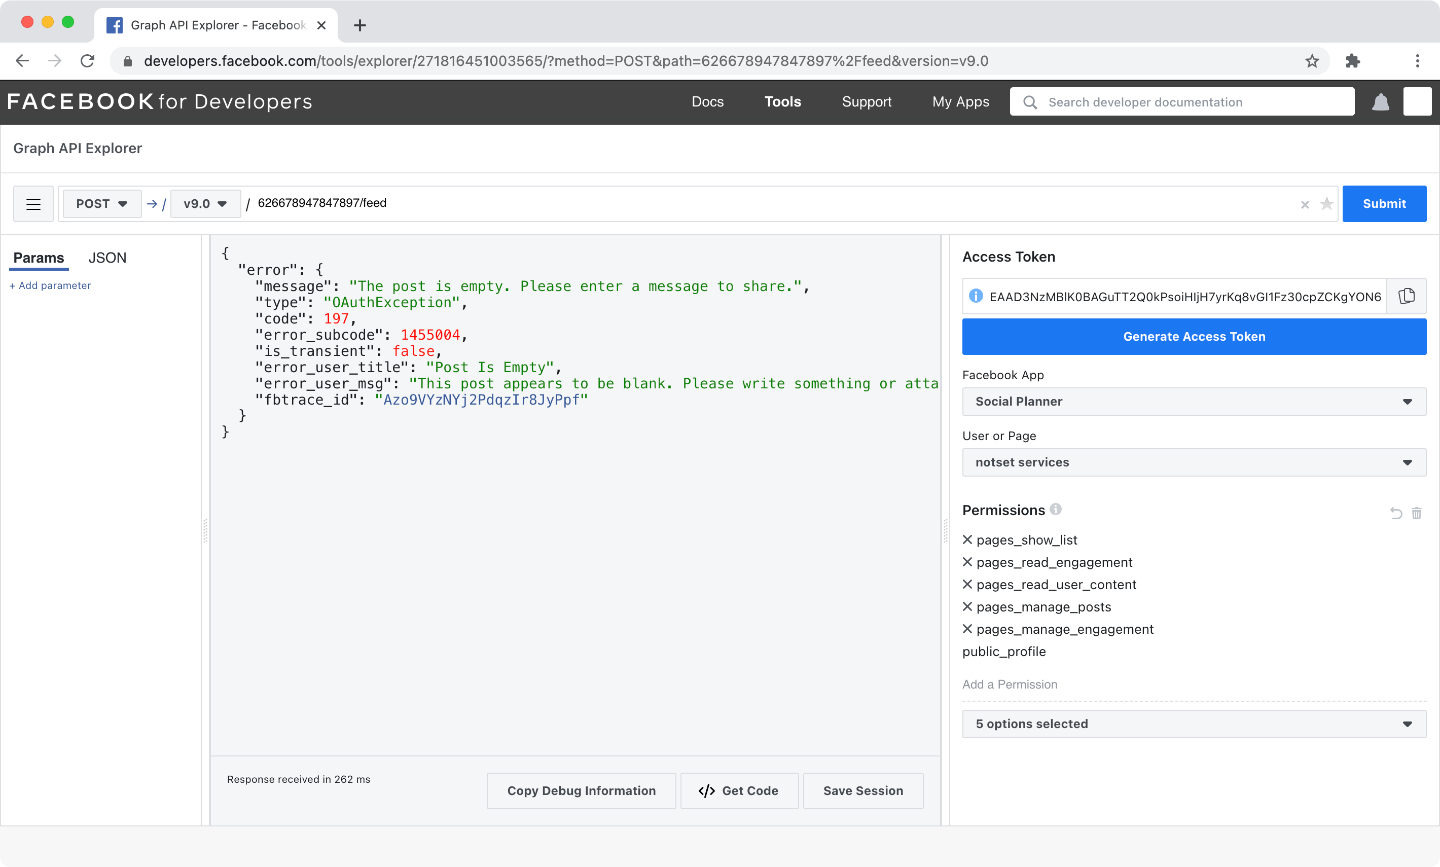 Graph API Explorer - Facebook
developers.facebook.com/tools/explorer/271816451003565/?method=POST&path=626678947847897%2Ffeed&version=v9.0
FACEBOOK for Developers
Docs
Tools
Support
My Apps
Search developer documentation
Graph API Explorer
POST
/
v9.0
/
626678947847897/feed
Submit
Params
JSON
+ Add parameter
{
"error": {
"message": "The post is empty. Please enter a message to share.",
"type": "OAuthException",
"code": 197,
"error_subcode": 1455004,
"is_transient": false,
"error_user_title": "Post Is Empty",
"error_user_msg": "This post appears to be blank. Please write something or atta
"fbtrace_id": "Azo9VYzNYj2PdqzIr8JyPpf"
}
}
Response received in 262 ms
Copy Debug Information
</> Get Code
Save Session
Access Token
EAAD3NzMBIK0BAGuTT2Q0kPsoiHIjH7yrKq8vGI1Fz30cpZCKgYON6
Generate Access Token
Facebook App
Social Planner
User or Page
notset services
Permissions
pages_show_list
pages_read_engagement
pages_read_user_content
pages_manage_posts
pages_manage_engagement
public_profile
Add a Permission
5 options selected